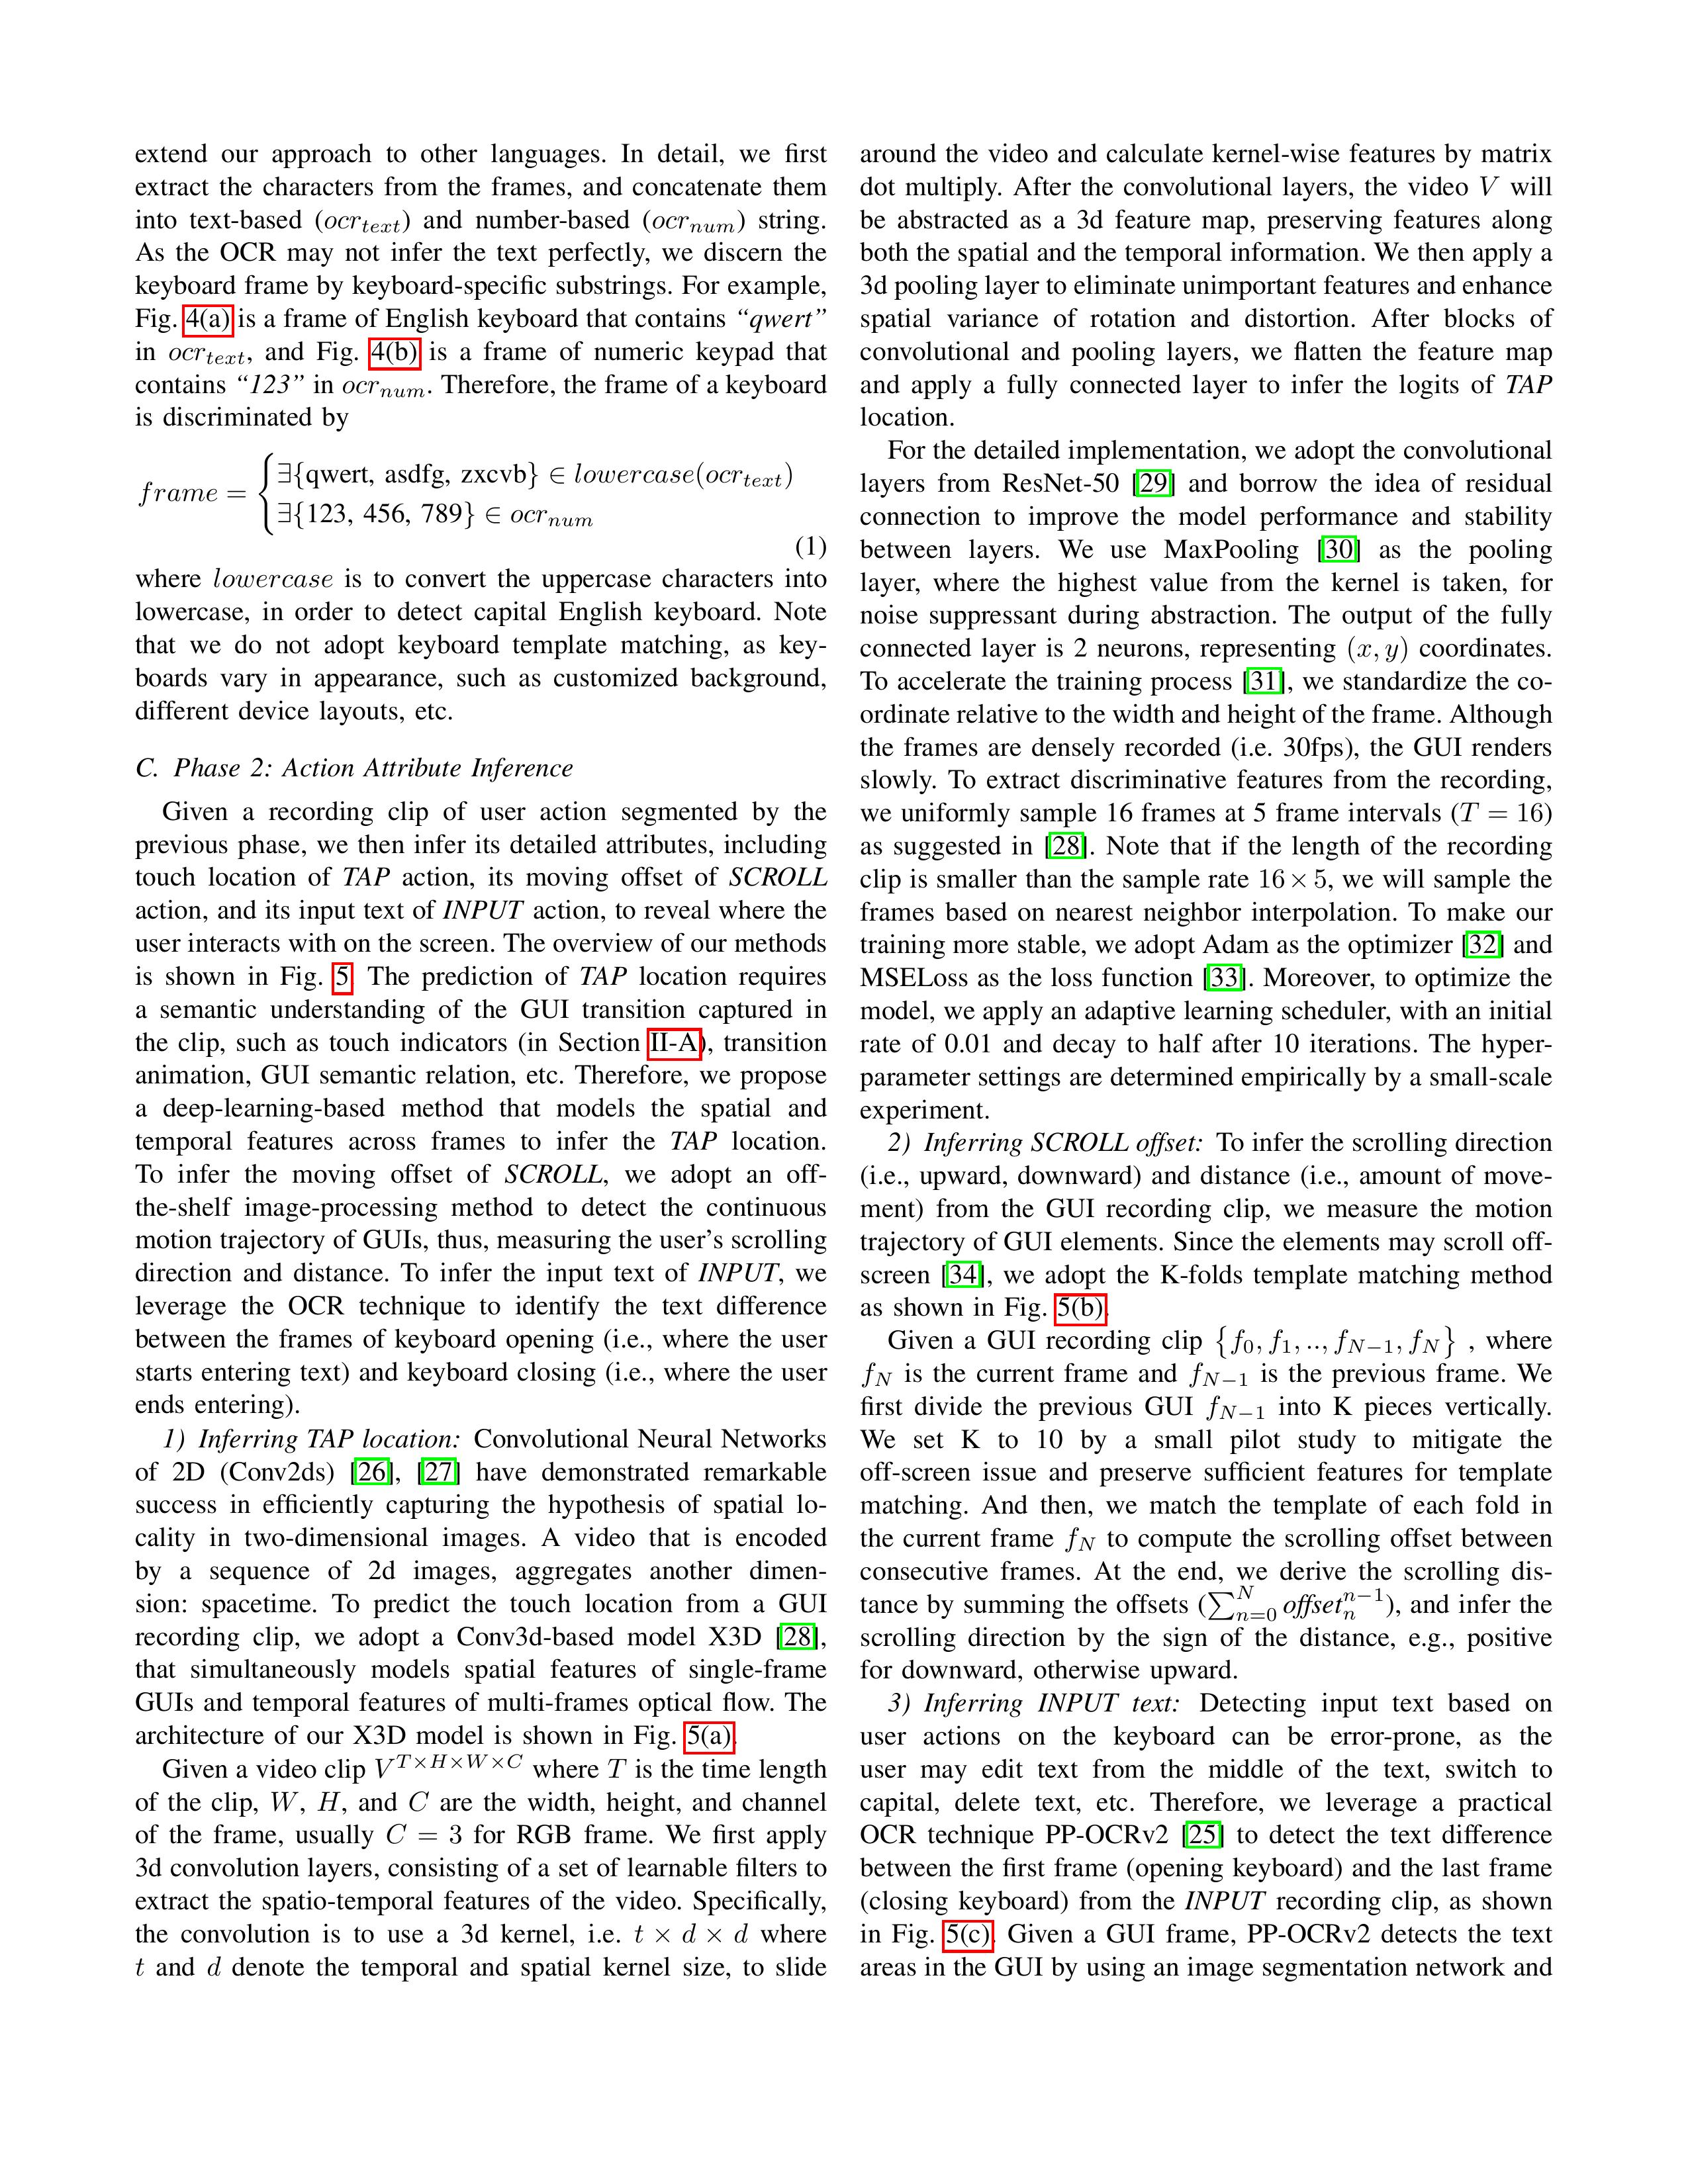 extend our approach to other languages. In detail, we first
extract the characters from the frames, and concatenate them
into text-based (ocr_text) and number-based (ocr_num) string.
As the OCR may not infer the text perfectly, we discern the
keyboard frame by keyboard-specific substrings. For example,
Fig. 4(a) is a frame of English keyboard that contains “qwert”
in ocr_text, and Fig. 4(b) is a frame of numeric keypad that
contains “123” in ocr_num. Therefore, the frame of a keyboard
is discriminated by
frame = { ∃{qwert, asdfg, zxcvb} ∈ lowercase(ocr_text)
∃{123, 456, 789} ∈ ocr_num
(1)
where lowercase is to convert the uppercase characters into
lowercase, in order to detect capital English keyboard. Note
that we do not adopt keyboard template matching, as key-
boards vary in appearance, such as customized background,
different device layouts, etc.
C. Phase 2: Action Attribute Inference
Given a recording clip of user action segmented by the
previous phase, we then infer its detailed attributes, including
touch location of TAP action, its moving offset of SCROLL
action, and its input text of INPUT action, to reveal where the
user interacts with on the screen. The overview of our methods
is shown in Fig. 5. The prediction of TAP location requires
a semantic understanding of the GUI transition captured in
the clip, such as touch indicators (in Section II-A), transition
animation, GUI semantic relation, etc. Therefore, we propose
a deep-learning-based method that models the spatial and
temporal features across frames to infer the TAP location.
To infer the moving offset of SCROLL, we adopt an off-
the-shelf image-processing method to detect the continuous
motion trajectory of GUIs, thus, measuring the user’s scrolling
direction and distance. To infer the input text of INPUT, we
leverage the OCR technique to identify the text difference
between the frames of keyboard opening (i.e., where the user
starts entering text) and keyboard closing (i.e., where the user
ends entering).
1) Inferring TAP location: Convolutional Neural Networks
of 2D (Conv2ds) [26], [27] have demonstrated remarkable
success in efficiently capturing the hypothesis of spatial lo-
cality in two-dimensional images. A video that is encoded
by a sequence of 2d images, aggregates another dimen-
sion: spacetime. To predict the touch location from a GUI
recording clip, we adopt a Conv3d-based model X3D [28],
that simultaneously models spatial features of single-frame
GUIs and temporal features of multi-frames optical flow. The
architecture of our X3D model is shown in Fig. 5(a).
Given a video clip V^{T×H×W×C} where T is the time length
of the clip, W, H, and C are the width, height, and channel
of the frame, usually C = 3 for RGB frame. We first apply
3d convolution layers, consisting of a set of learnable filters to
extract the spatio-temporal features of the video. Specifically,
the convolution is to use a 3d kernel, i.e. t × d × d where
t and d denote the temporal and spatial kernel size, to slide
around the video and calculate kernel-wise features by matrix
dot multiply. After the convolutional layers, the video V will
be abstracted as a 3d feature map, preserving features along
both the spatial and the temporal information. We then apply a
3d pooling layer to eliminate unimportant features and enhance
spatial variance of rotation and distortion. After blocks of
convolutional and pooling layers, we flatten the feature map
and apply a fully connected layer to infer the logits of TAP
location.
For the detailed implementation, we adopt the convolutional
layers from ResNet-50 [29] and borrow the idea of residual
connection to improve the model performance and stability
between layers. We use MaxPooling [30] as the pooling
layer, where the highest value from the kernel is taken, for
noise suppressant during abstraction. The output of the fully
connected layer is 2 neurons, representing (x, y) coordinates.
To accelerate the training process [31], we standardize the co-
ordinate relative to the width and height of the frame. Although
the frames are densely recorded (i.e. 30fps), the GUI renders
slowly. To extract discriminative features from the recording,
we uniformly sample 16 frames at 5 frame intervals (T = 16)
as suggested in [28]. Note that if the length of the recording
clip is smaller than the sample rate 16 × 5, we will sample the
frames based on nearest neighbor interpolation. To make our
training more stable, we adopt Adam as the optimizer [32] and
MSELoss as the loss function [33]. Moreover, to optimize the
model, we apply an adaptive learning scheduler, with an initial
rate of 0.01 and decay to half after 10 iterations. The hyper-
parameter settings are determined empirically by a small-scale
experiment.
2) Inferring SCROLL offset: To infer the scrolling direction
(i.e., upward, downward) and distance (i.e., amount of move-
ment) from the GUI recording clip, we measure the motion
trajectory of GUI elements. Since the elements may scroll off-
screen [34], we adopt the K-folds template matching method
as shown in Fig. 5(b).
Given a GUI recording clip {f_0, f_1, .., f_{N−1}, f_N} , where
f_N is the current frame and f_{N−1} is the previous frame. We
first divide the previous GUI f_{N−1} into K pieces vertically.
We set K to 10 by a small pilot study to mitigate the
off-screen issue and preserve sufficient features for template
matching. And then, we match the template of each fold in
the current frame f_N to compute the scrolling offset between
consecutive frames. At the end, we derive the scrolling dis-
tance by summing the offsets (∑_{n=0}^{N} offset_n^{n−1}), and infer the
scrolling direction by the sign of the distance, e.g., positive
for downward, otherwise upward.
3) Inferring INPUT text: Detecting input text based on
user actions on the keyboard can be error-prone, as the
user may edit text from the middle of the text, switch to
capital, delete text, etc. Therefore, we leverage a practical
OCR technique PP-OCRv2 [25] to detect the text difference
between the first frame (opening keyboard) and the last frame
(closing keyboard) from the INPUT recording clip, as shown
in Fig. 5(c). Given a GUI frame, PP-OCRv2 detects the text
areas in the GUI by using an image segmentation network and